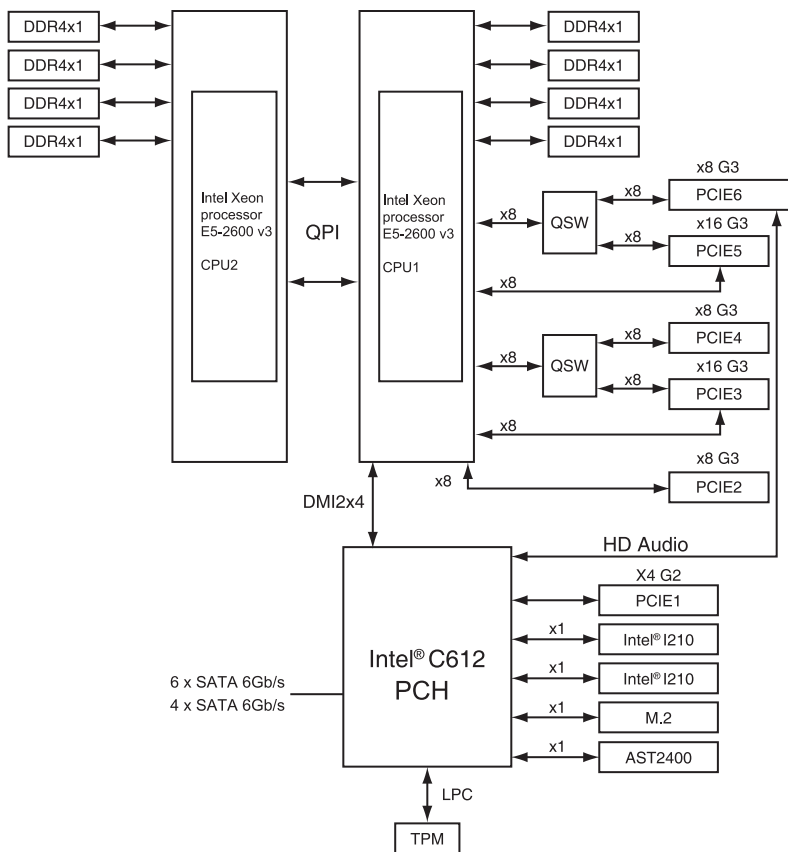 DDR4x1
DDR4x1
DDR4x1
DDR4x1
Intel Xeon
processor
E5-2600 v3
CPU2
QPI
Intel Xeon
processor
E5-2600 v3
CPU1
DDR4x1
DDR4x1
DDR4x1
DDR4x1
x8
QSW
x8
x8
x8 G3
PCIE6
x16 G3
PCIE5
x8
x8
QSW
x8
x8
x8 G3
PCIE4
x16 G3
PCIE3
x8
x8
x8 G3
PCIE2
DMI2x4
HD Audio
Intel® C612
PCH
X4 G2
PCIE1
x1
Intel® I210
x1
Intel® I210
x1
M.2
x1
AST2400
6 x SATA 6Gb/s
4 x SATA 6Gb/s
LPC
TPM